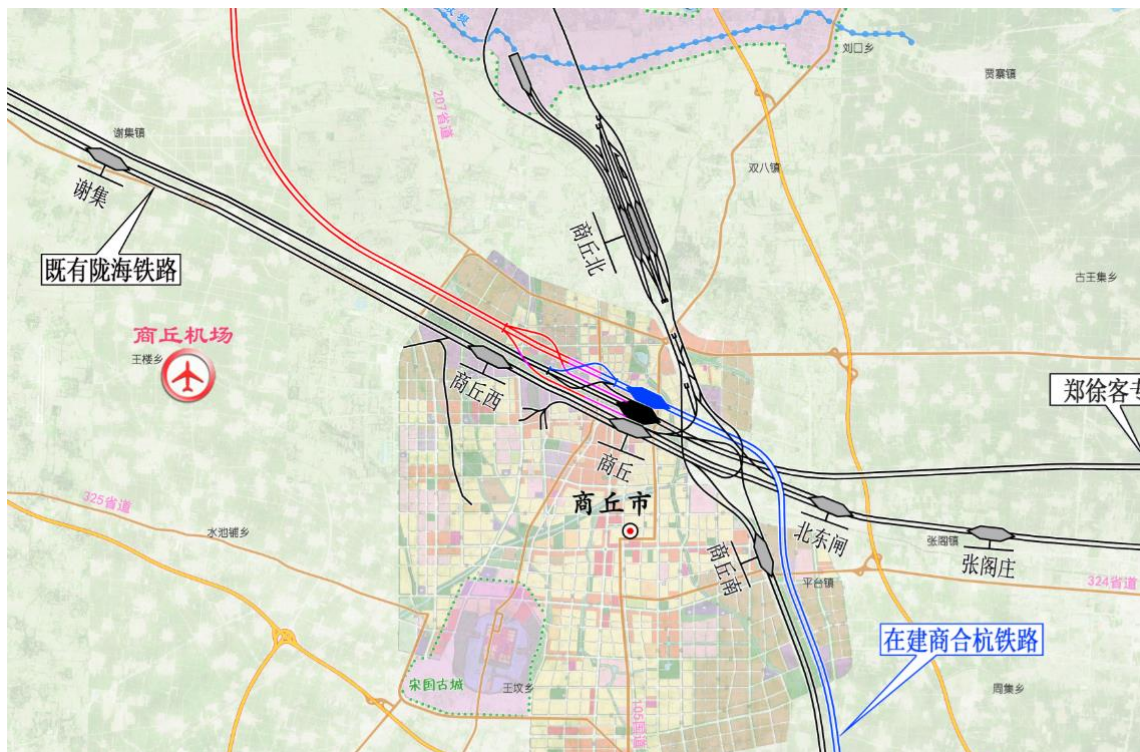 刘口乡
贾寨镇
207省道
谢集镇
双八镇
谢集
商丘北
既有陇海铁路
古王集乡
商丘机场
王楼乡
商丘西
郑徐客专
商丘
商丘市
325省道
水池铺乡
北东闸
张阁镇
张阁庄
商丘南
平台镇
324省道
在建商合杭铁路
宋国古城
王坟乡
周集乡
105国道